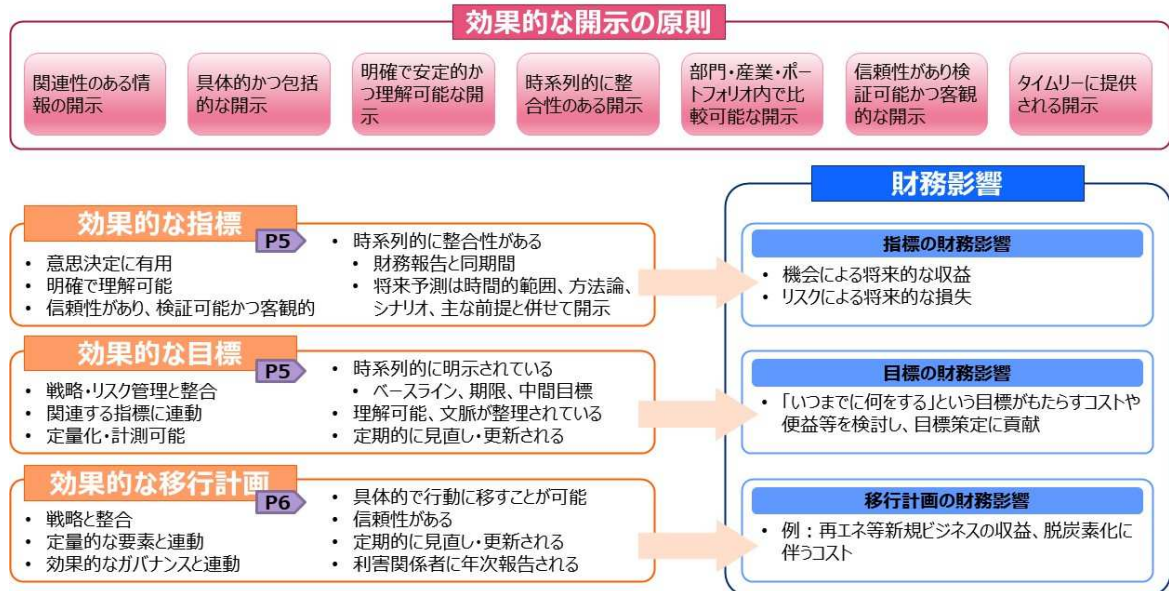 効果的な開示の原則
関連性のある情
報の開示
具体的かつ包括
的な開示
明確で安定的か
つ理解可能な開
示
時系列的に整
合性のある開示
部門・産業・ポー
トフォリオ内で比
較可能な開示
信頼性があり検
証可能かつ客観
的な開示
タイムリーに提供
される開示
効果的な指標
P5
• 意思決定に有用
• 明確で理解可能
• 信頼性があり、検証可能かつ客観的
• 時系列的に整合性がある
• 財務報告と同期間
• 将来予測は時間的範囲、方法論、
シナリオ、主な前提と併せて開示
効果的な目標
P5
• 戦略・リスク管理と整合
• 関連する指標に連動
• 定量化・計測可能
• 時系列的に明示されている
• ベースライン、期限、中間目標
• 理解可能、文脈が整理されている
• 定期的に見直し・更新される
効果的な移行計画
P6
• 戦略と整合
• 定量的な要素と連動
• 効果的なガバナンスと連動
• 具体的で行動に移すことが可能
• 信頼性がある
• 定期的に見直し・更新される
• 利害関係者に年次報告される
財務影響
指標の財務影響
• 機会による将来的な収益
• リスクによる将来的な損失
目標の財務影響
• 「いつまでに何をする」という目標がもたらすコストや
便益等を検討し、目標策定に貢献
移行計画の財務影響
• 例：再エネ等新規ビジネスの収益、脱炭素化に
伴うコスト